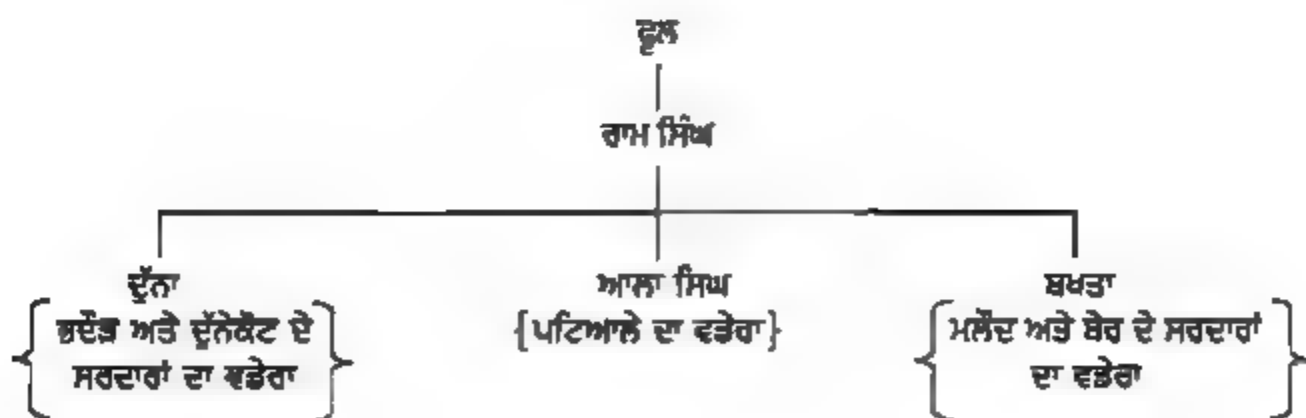 ਫੂਲ
ਰਾਮ ਸਿੰਘ
ਦੁੱਨਾ
{ਭਦੌੜ ਅਤੇ ਦੁੱਨੇਕੋਟ ਦੇ
ਸਰਦਾਰਾਂ ਦਾ ਵਡੇਰਾ}
ਆਲਾ ਸਿਘ
{ਪਟਿਆਲੇ ਦਾ ਵਡੇਰਾ}
ਬਖਤਾ
{ਮਲੌਦ ਅਤੇ ਬੇਰ ਦੇ ਸਰਦਾਰਾਂ
ਦਾ ਵਡੇਰਾ}